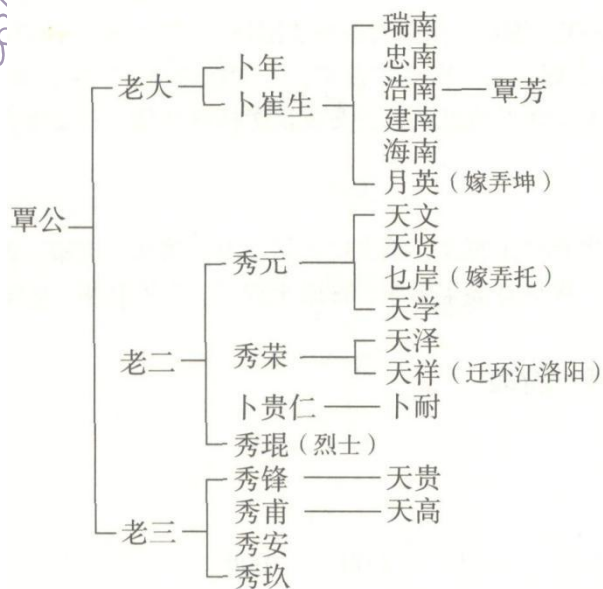 瑞南
卜年
忠南
老大
浩南
覃芳
卜崔生
建南
海南
月英（嫁弄坤）
覃公
天文
秀元
天贤
乜岸（嫁弄托）
天学
天泽
老二
秀荣
天祥（迁环江洛阳）
卜贵仁
卜耐
秀琨（烈士）
秀锋
天贵
老三
秀甫
天高
秀安
秀玖